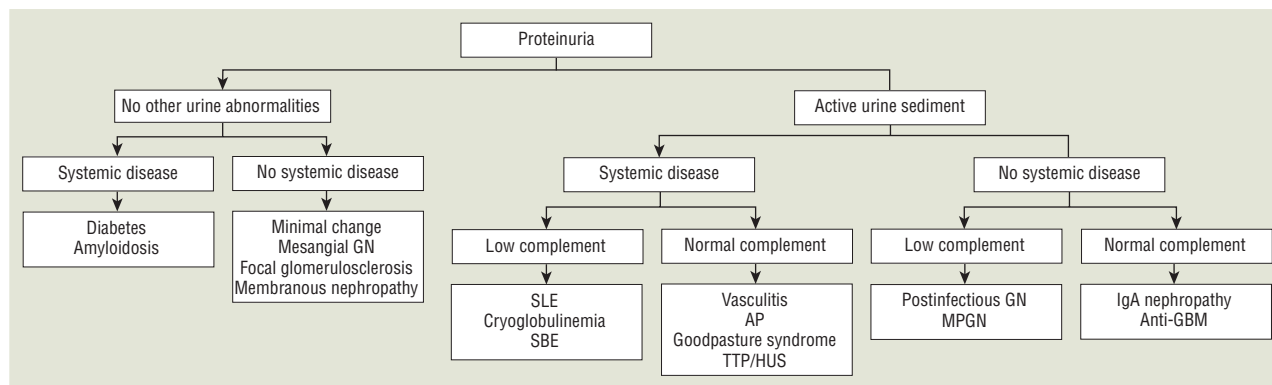 Proteinuria
No other urine abnormalities
Active urine sediment
Systemic disease
No systemic disease
Systemic disease
No systemic disease
Diabetes
Amyloidosis
Minimal change
Mesangial GN
Focal glomerulosclerosis
Membranous nephropathy
Low complement
Normal complement
Low complement
Normal complement
SLE
Cryoglobulinemia
SBE
Vasculitis
AP
Goodpasture syndrome
TTP/HUS
Postinfectious GN
MPGN
IgA nephropathy
Anti-GBM